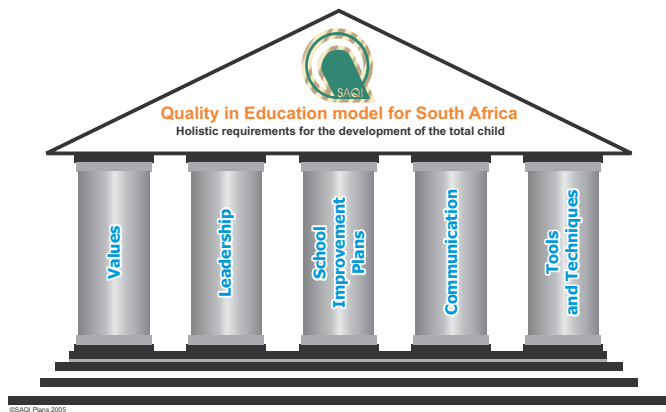 SAQI
Quality in Education model for South Africa
Holistic requirements for the development of the total child
Values
Leadership
School
Improvement
Plans
Communication
Tools
and Techniques
©SAQI Plans 2005